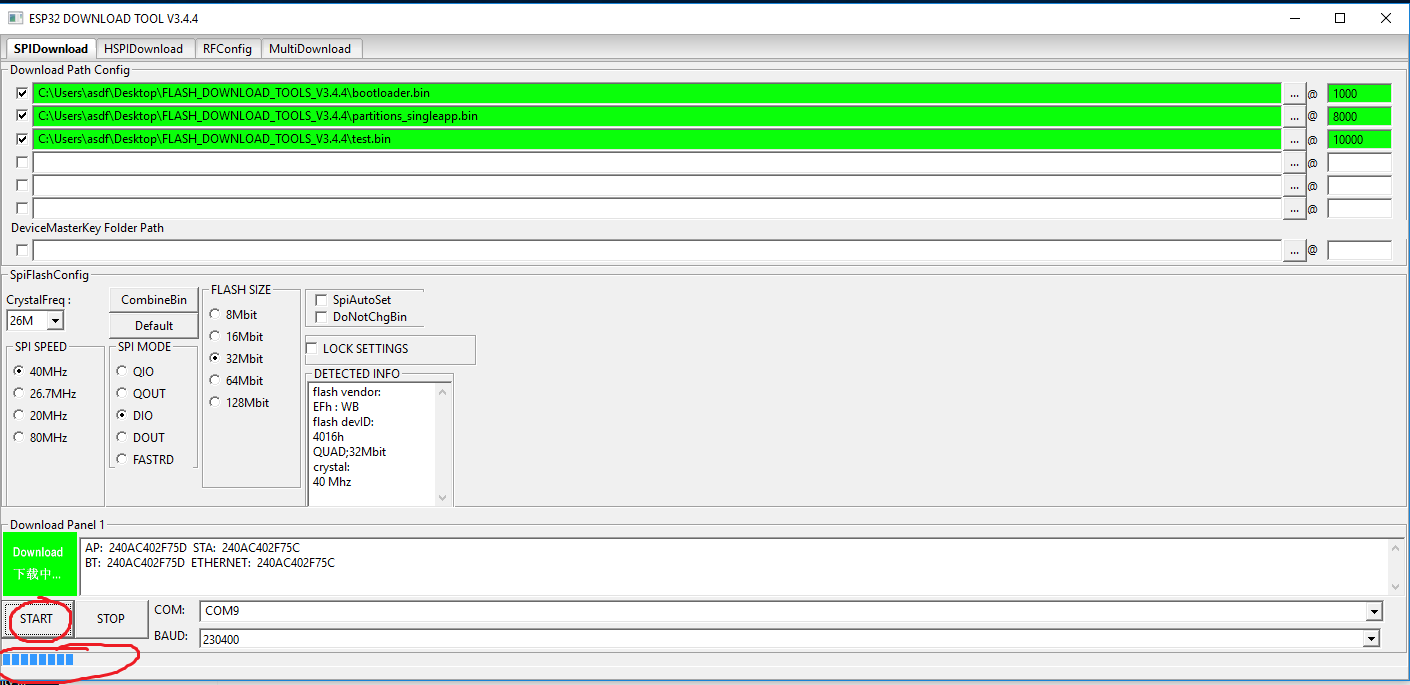 ESP32 DOWNLOAD TOOL V3.4.4
SPIDownload HSPIDownload RFConfig MultiDownload
Download Path Config
C:\Users\asdf\Desktop\FLASH_DOWNLOAD_TOOLS_V3.4.4\bootloader.bin ... @ 1000
C:\Users\asdf\Desktop\FLASH_DOWNLOAD_TOOLS_V3.4.4\partitions_singleapp.bin ... @ 8000
C:\Users\asdf\Desktop\FLASH_DOWNLOAD_TOOLS_V3.4.4\test.bin ... @ 10000
... @
... @
... @
DeviceMasterKey Folder Path
... @
SpiFlashConfig
CrystalFreq :
26M
CombineBin
Default
SPI SPEED
40MHz
26.7MHz
20MHz
80MHz
SPI MODE
QIO
QOUT
DIO
DOUT
FASTRD
FLASH SIZE
8Mbit
16Mbit
32Mbit
64Mbit
128Mbit
SpiAutoSet
DoNotChgBin
LOCK SETTINGS
DETECTED INFO
flash vendor:
EFh : WB
flash devID:
4016h
QUAD;32Mbit
crystal:
40 Mhz
Download Panel 1
Download
下载中...
AP: 240AC402F75D STA: 240AC402F75C
BT: 240AC402F75D ETHERNET: 240AC402F75C
START STOP
COM: COM9
BAUD: 230400